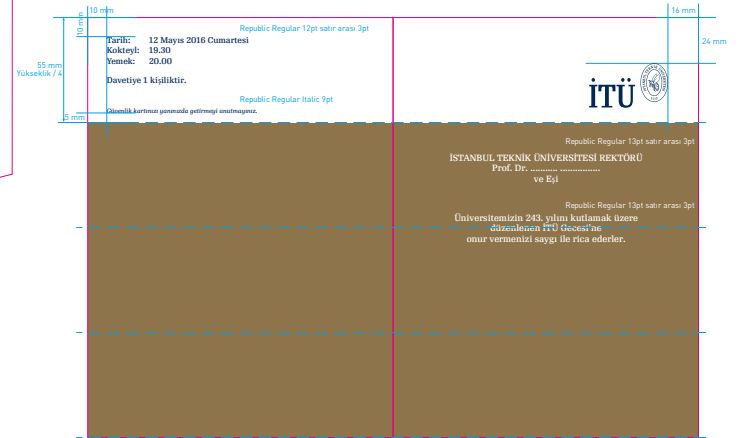 10 mm
16 mm
10 mm
Republic Regular 12pt satır arası 3pt
24 mm
Tarih: 12 Mayıs 2016 Cumartesi
Kokteyl: 19.30
Yemek: 20.00
55 mm
Yükseklik / 4
Davetiye 1 kişiliktir.
İTÜ
Republic Regular Italic 9pt
Güvenlik kartınızı yanınızda getirmeyi unutmayınız.
5 mm
Republic Regular 13pt satır arası 3pt
İSTANBUL TEKNİK ÜNİVERSİTESİ REKTÖRÜ
Prof. Dr. ........... ................
ve Eşi
Republic Regular 13pt satır arası 3pt
Üniversitemizin 243. yılını kutlamak üzere
düzenlenen İTÜ Gecesi'ne
onur vermenizi saygı ile rica ederler.